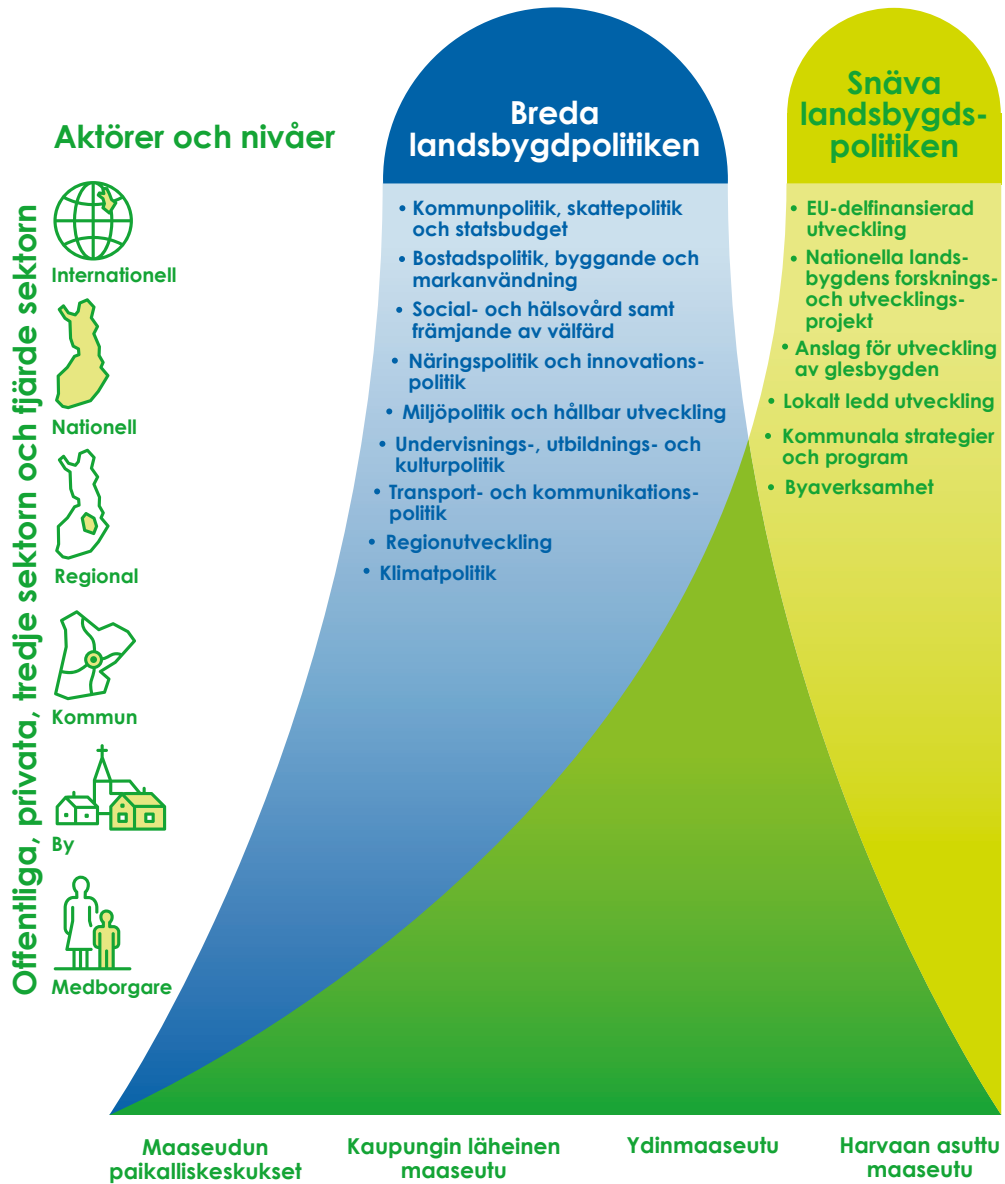 Aktörer och nivåer
Offentliga, privata, tredje sektorn och fjärde sektorn
Internationell
Nationell
Regional
Kommun
By
Medborgare
Breda
landsbygdpolitiken
• Kommunpolitik, skattepolitik
och statsbudget
• Bostadspolitik, byggande och
markanvändning
• Social- och hälsovård samt
främjande av välfärd
• Näringspolitik och innovations-
politik
• Miljöpolitik och hållbar utveckling
• Undervisnings-, utbildnings- och
kulturpolitik
• Transport- och kommunikations-
politik
• Regionutveckling
• Klimatpolitik
Snäva
landsbygds-
politiken
• EU-delfinansierad
utveckling
• Nationella lands-
bygdens forsknings-
och utvecklings-
projekt
• Anslag för utveckling
av glesbygden
• Lokalt ledd utveckling
• Kommunala strategier
och program
• Byaverksamhet
Maaseudun
paikalliskeskukset
Kaupungin läheinen
maaseutu
Ydinmaaseutu
Harvaan asuttu
maaseutu